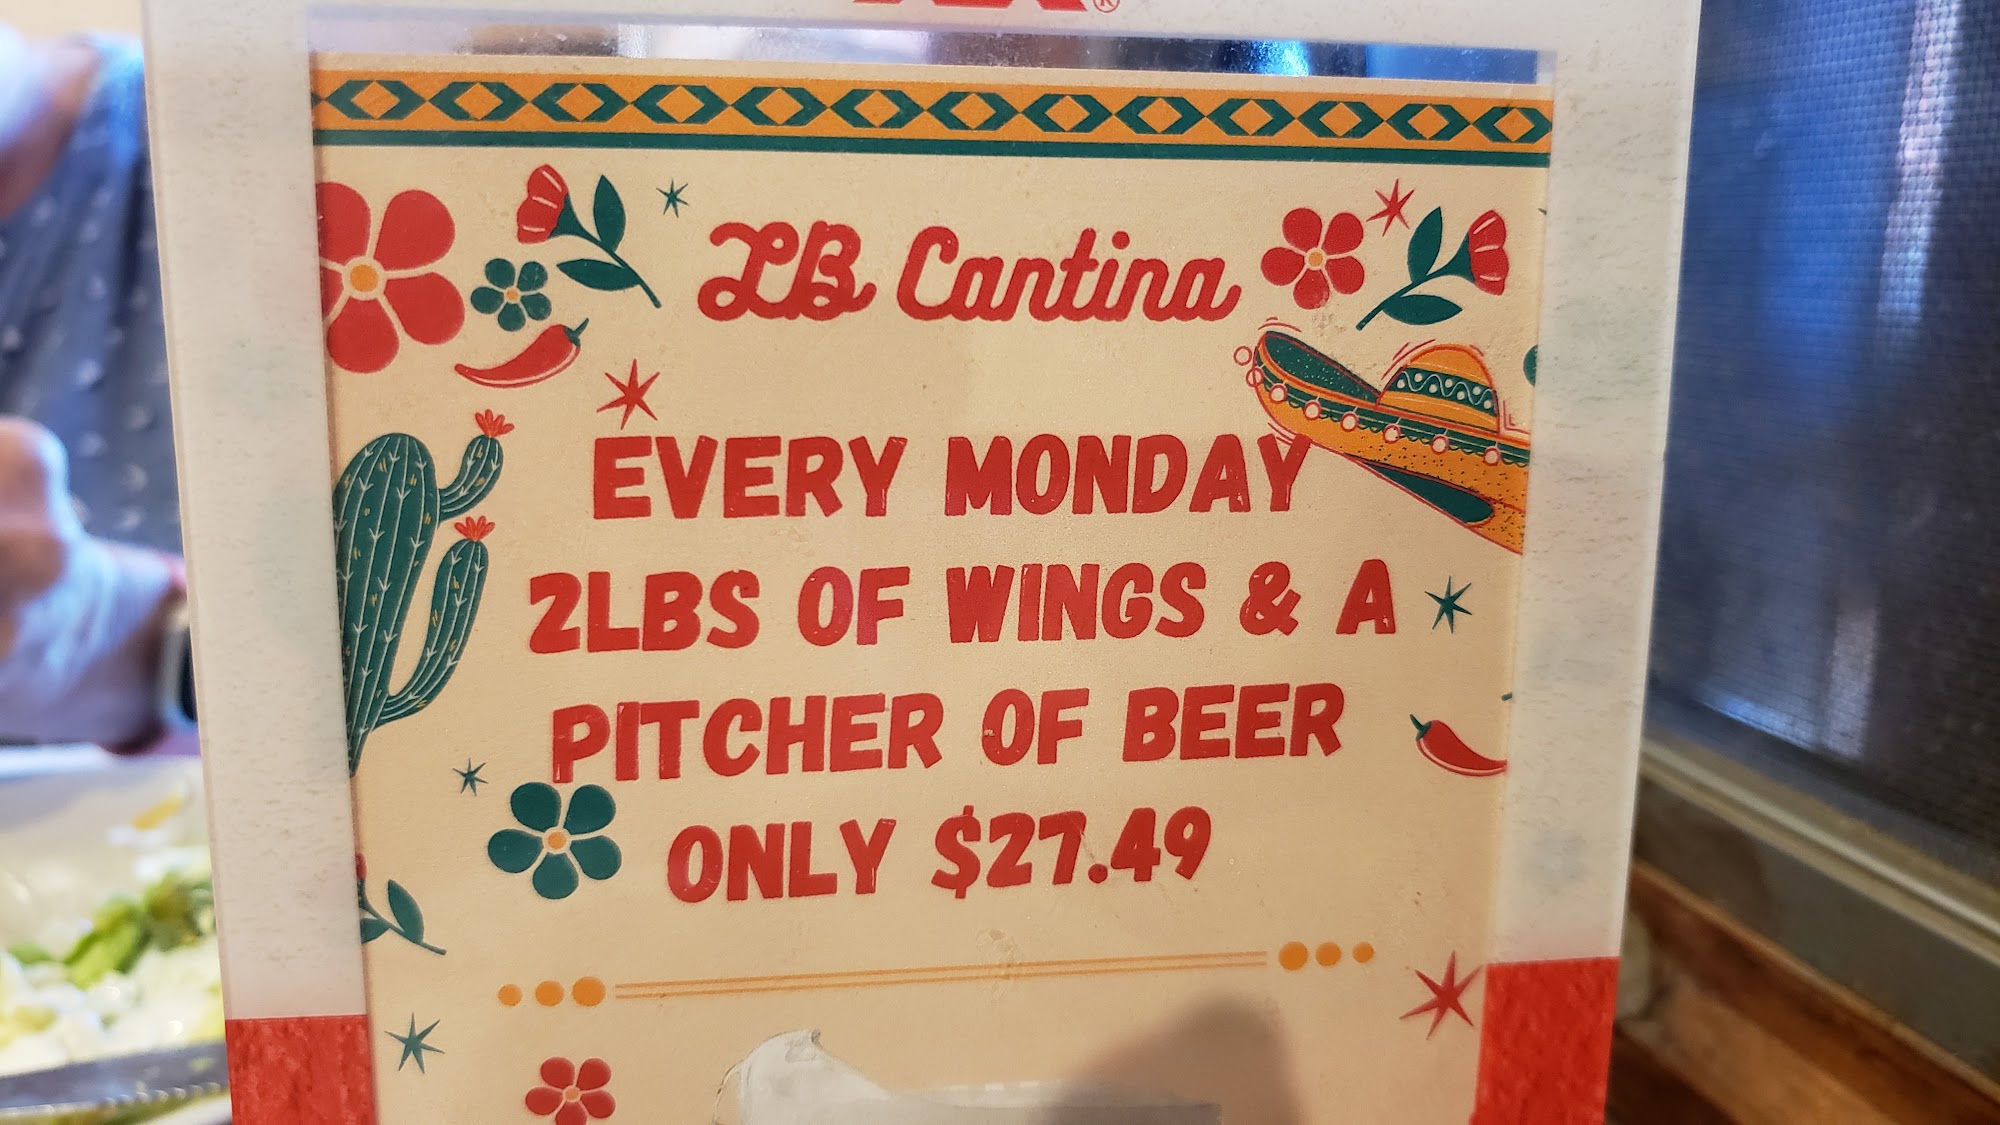 ®
LB Cantina
EVERY MONDAY
2LBS OF WINGS & A
PITCHER OF BEER
ONLY $27.49